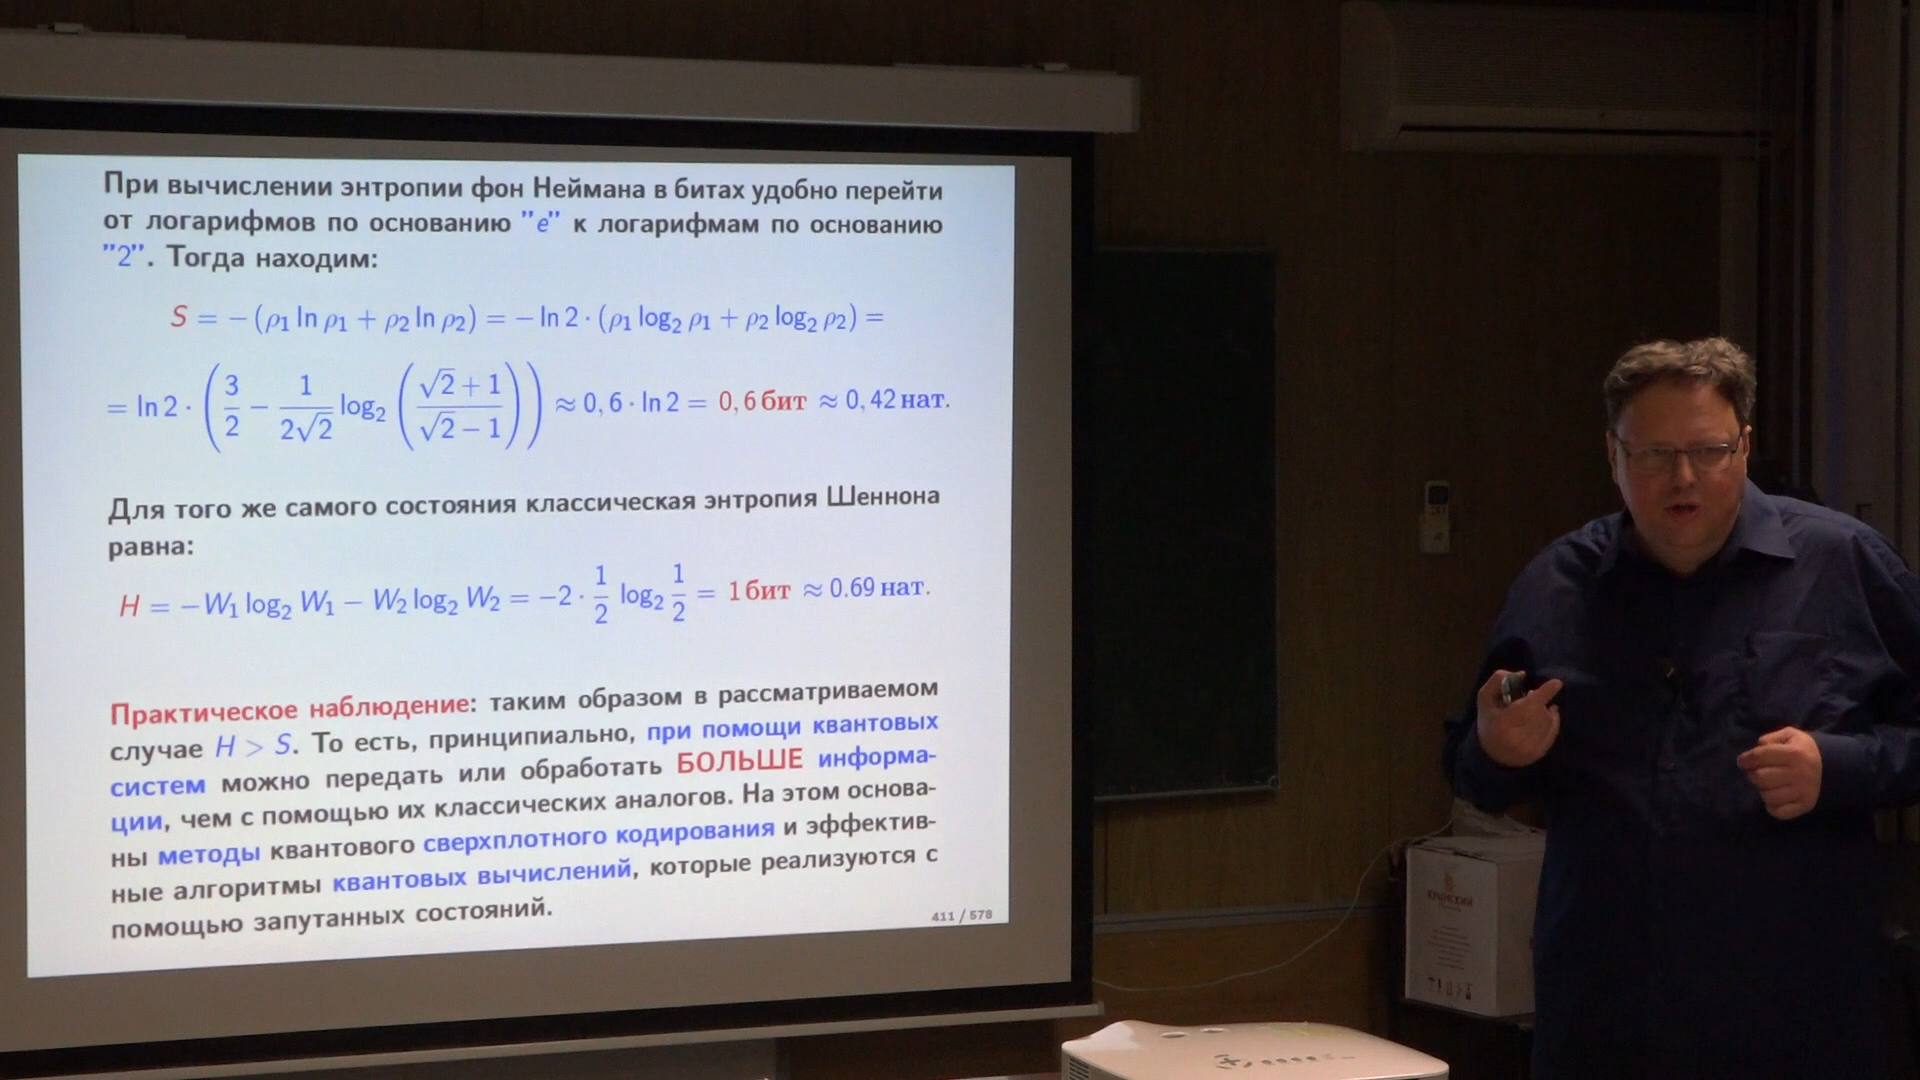 При вычислении энтропии фон Неймана в битах удобно перейти
от логарифмов по основанию "e" к логарифмам по основанию
"2". Тогда находим:
S = − (ρ₁ ln ρ₁ + ρ₂ ln ρ₂) = − ln 2 · (ρ₁ log₂ ρ₁ + ρ₂ log₂ ρ₂) =
= ln 2 · (3/2 − 1/(2√2) log₂ ((√2 + 1)/(√2 − 1))) ≈ 0, 6 · ln 2 = 0, 6 бит ≈ 0, 42 нат.
Для того же самого состояния классическая энтропия Шеннона
равна:
H = −W₁ log₂ W₁ − W₂ log₂ W₂ = −2 · 1/2 log₂ 1/2 = 1 бит ≈ 0.69 нат.
Практическое наблюдение: таким образом в рассматриваемом
случае H > S. То есть, принципиально, при помощи квантовых
систем можно передать или обработать БОЛЬШЕ информа-
ции, чем с помощью их классических аналогов. На этом основа-
ны методы квантового сверхплотного кодирования и эффектив-
ные алгоритмы квантовых вычислений, которые реализуются с
помощью запутанных состояний.
411 / 578
КРЫМСКИЙ